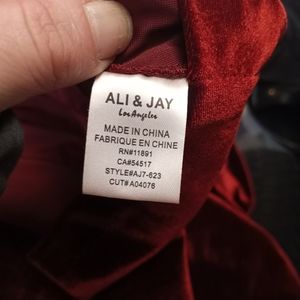 ALI & JAY
Los Angeles
MADE IN CHINA
FABRIQUE EN CHINE
RN#11891
CA#54517
STYLE#AJ7-623
CUT# A04076